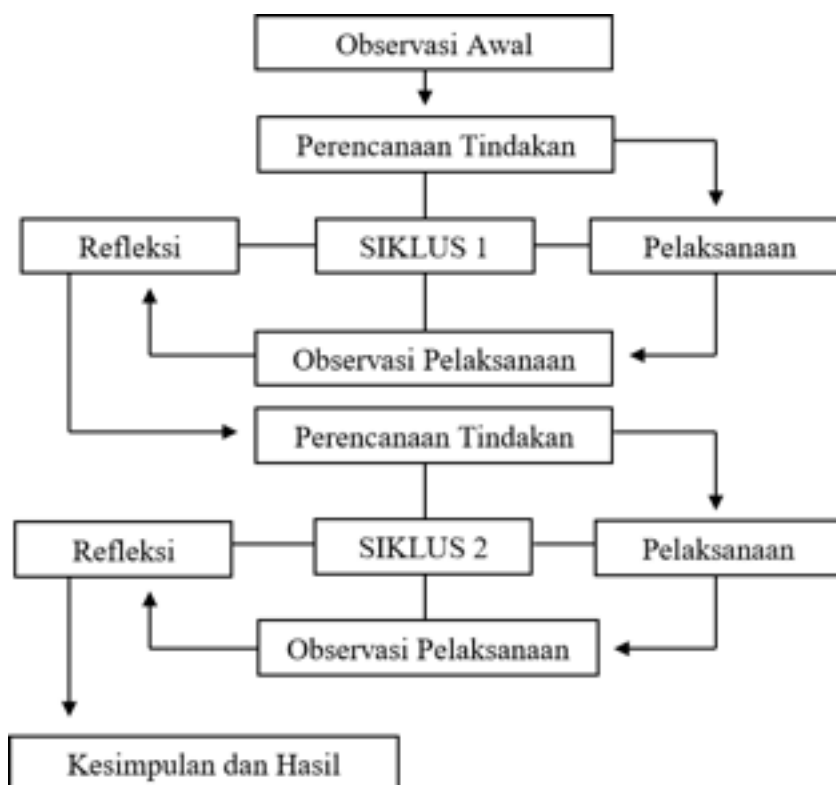 Observasi Awal
Perencanaan Tindakan
Refleksi
SIKLUS 1
Pelaksanaan
Observasi Pelaksanaan
Perencanaan Tindakan
Refleksi
SIKLUS 2
Pelaksanaan
Observasi Pelaksanaan
Kesimpulan dan Hasil